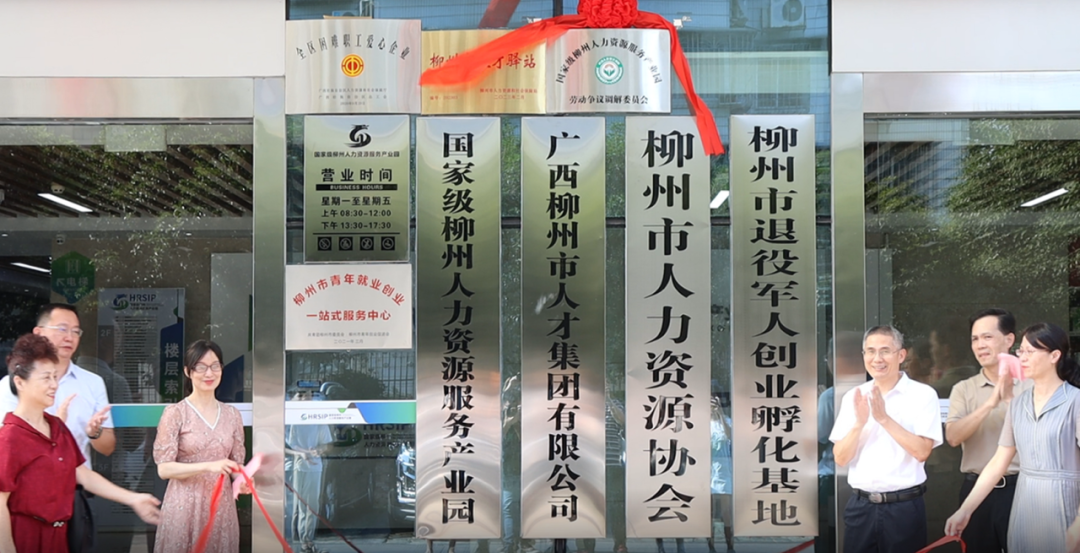 全区困难职工爱心企业
柳州
才驿站
国家级柳州人力资源服务产业园
劳动争议调解委员会
国家级柳州人力资源服务产业园
营业时间
BUSINESS HOURS
星期一至星期五
上午 08:30-12:00
下午 13:30-17:30
柳州市青年就业创业
一站式服务中心
HRSIP
国家级柳州人力资源服务产业园
广西柳州市人才集团有限公司
柳州市人力资源协会
柳州市退役军人创业孵化基地
HRSIP
楼层索